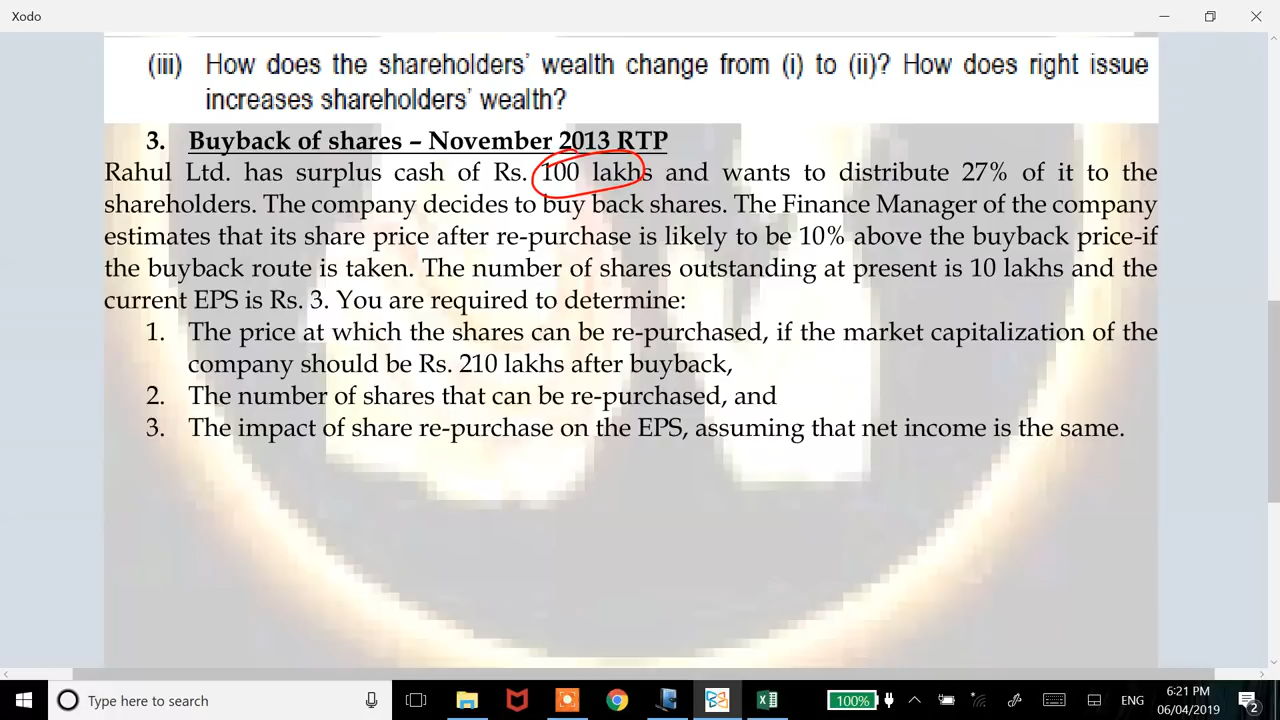 Xodo
(iii) How does the shareholders' wealth change from (i) to (ii)? How does right issue
increases shareholders' wealth?
3. Buyback of shares – November 2013 RTP
Rahul Ltd. has surplus cash of Rs. 100 lakhs and wants to distribute 27% of it to the
shareholders. The company decides to buy back shares. The Finance Manager of the company
estimates that its share price after re-purchase is likely to be 10% above the buyback price-if
the buyback route is taken. The number of shares outstanding at present is 10 lakhs and the
current EPS is Rs. 3. You are required to determine:
1. The price at which the shares can be re-purchased, if the market capitalization of the
company should be Rs. 210 lakhs after buyback,
2. The number of shares that can be re-purchased, and
3. The impact of share re-purchase on the EPS, assuming that net income is the same.
Type here to search
100%
ENG
6:21 PM
06/04/2019
2